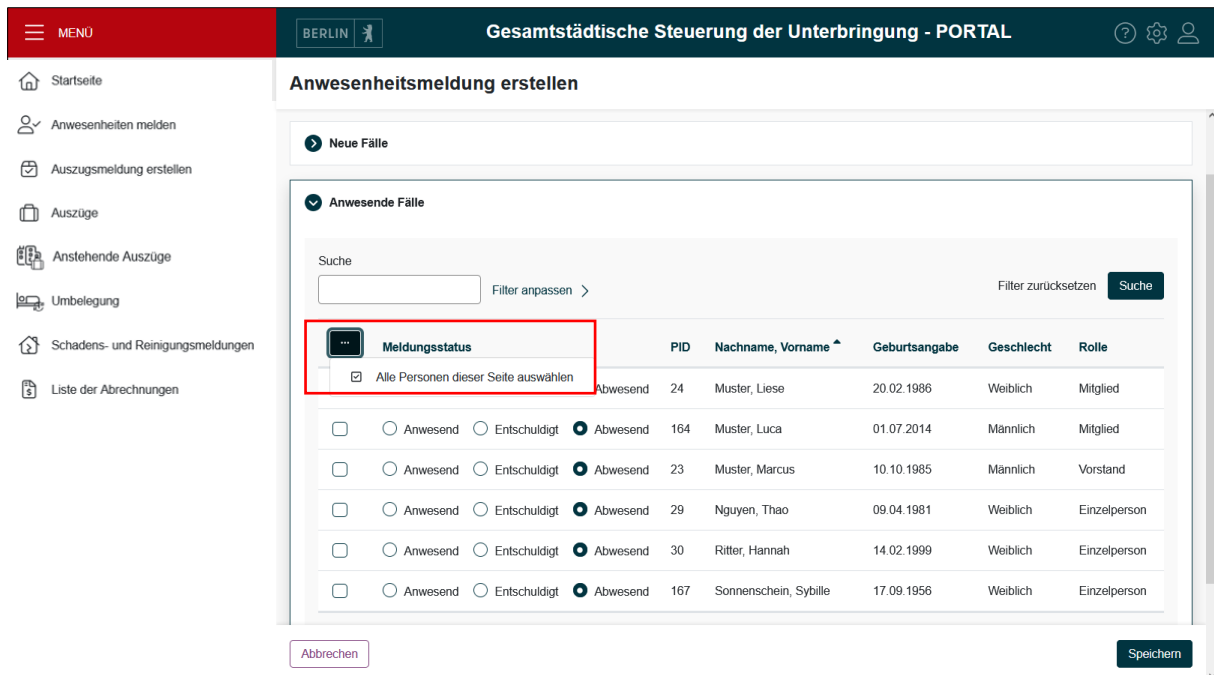 MENÜ
BERLIN
Gesamtstädtische Steuerung der Unterbringung - PORTAL
?
Startseite
Anwesenheiten melden
Auszugsmeldung erstellen
Auszüge
Anstehende Auszüge
Umbelegung
Schadens- und Reinigungsmeldungen
Liste der Abrechnungen
Anwesenheitsmeldung erstellen
Neue Fälle
Anwesende Fälle
Suche
Filter anpassen
Filter zurücksetzen Suche
... Meldungsstatus PID Nachname, Vorname Geburtsangabe Geschlecht Rolle
Alle Personen dieser Seite auswählen
Abwesend 24 Muster, Liese 20.02.1986 Weiblich Mitglied
Anwesend Entschuldigt Abwesend 164 Muster, Luca 01.07.2014 Männlich Mitglied
Anwesend Entschuldigt Abwesend 23 Muster, Marcus 10.10.1985 Männlich Vorstand
Anwesend Entschuldigt Abwesend 29 Nguyen, Thao 09.04.1981 Weiblich Einzelperson
Anwesend Entschuldigt Abwesend 30 Ritter, Hannah 14.02.1999 Weiblich Einzelperson
Anwesend Entschuldigt Abwesend 167 Sonnenschein, Sybille 17.09.1956 Weiblich Einzelperson
Abbrechen Speichern